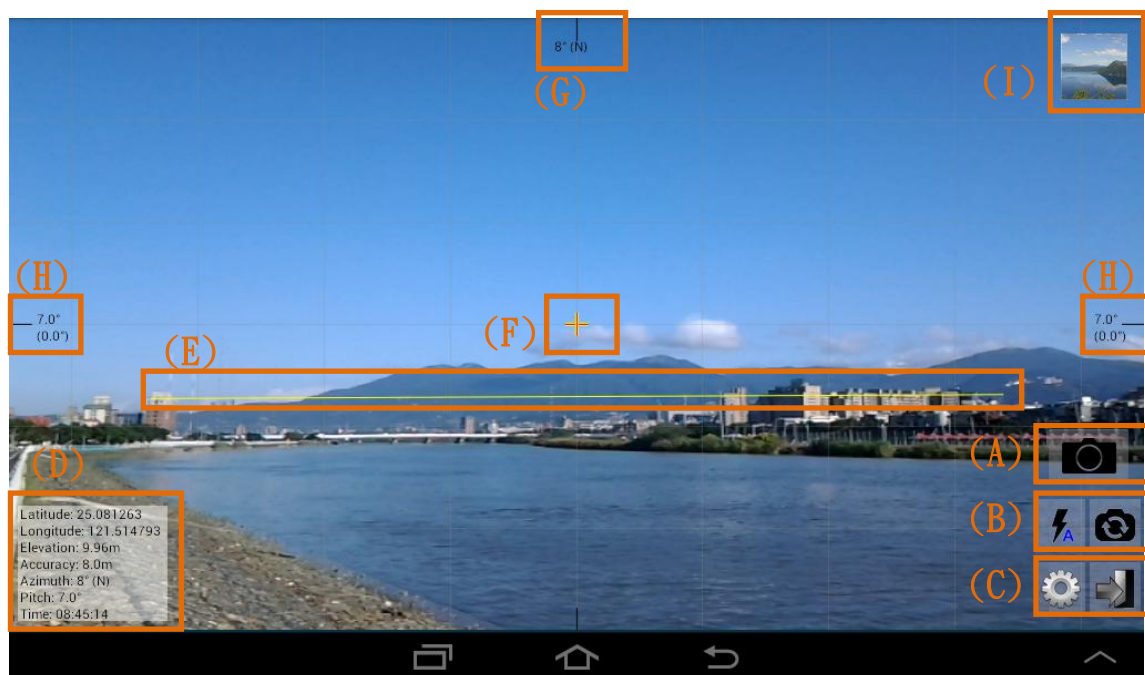 8° (N)
(G)
(I)
(H)
(H)
7.0°
(0.0°)
7.0°
(0.0°)
(F)
(E)
(A)
(D)
Latitude: 25.081263
Longitude: 121.514793
Elevation: 9.96m
Accuracy: 8.0m
Azimuth: 8° (N)
Pitch: 7.0°
Time: 08:45:14
(B)
A
(C)